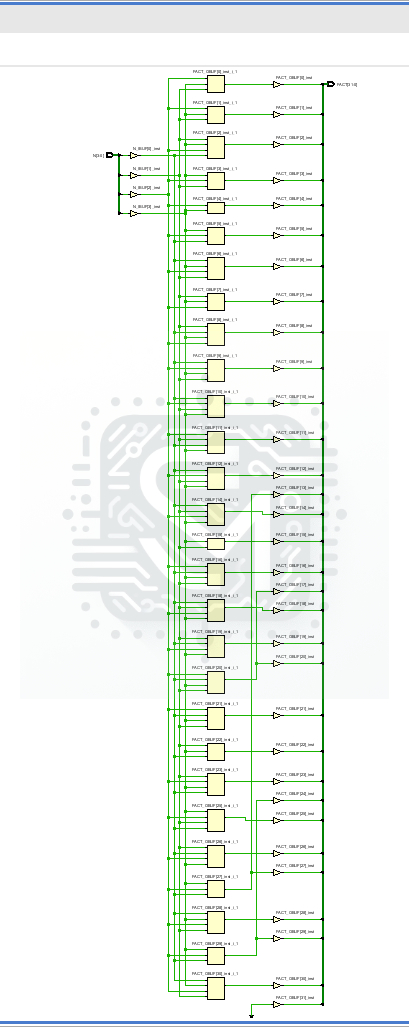 FACT_OBUF[0]_inst_i_1
FACT_OBUF[0]_inst
FACT[31:0]
FACT_OBUF[1]_inst_i_1
FACT_OBUF[1]_inst
FACT_OBUF[2]_inst_i_1
FACT_OBUF[2]_inst
N_IBUF[0]_inst
N[3:0]
FACT_OBUF[3]_inst_i_1
FACT_OBUF[3]_inst
N_IBUF[1]_inst
N_IBUF[2]_inst
FACT_OBUF[4]_inst_i_1
FACT_OBUF[4]_inst
N_IBUF[3]_inst
FACT_OBUF[5]_inst_i_1
FACT_OBUF[5]_inst
FACT_OBUF[6]_inst_i_1
FACT_OBUF[6]_inst
FACT_OBUF[7]_inst_i_1
FACT_OBUF[7]_inst
FACT_OBUF[8]_inst_i_1
FACT_OBUF[8]_inst
FACT_OBUF[9]_inst_i_1
FACT_OBUF[9]_inst
FACT_OBUF[10]_inst_i_1
FACT_OBUF[10]_inst
FACT_OBUF[11]_inst_i_1
FACT_OBUF[11]_inst
FACT_OBUF[12]_inst_i_1
FACT_OBUF[12]_inst
FACT_OBUF[13]_inst
FACT_OBUF[14]_inst_i_1
FACT_OBUF[14]_inst
FACT_OBUF[15]_inst_i_1
FACT_OBUF[15]_inst
FACT_OBUF[16]_inst_i_1
FACT_OBUF[16]_inst
FACT_OBUF[17]_inst
FACT_OBUF[18]_inst_i_1
FACT_OBUF[18]_inst
FACT_OBUF[19]_inst_i_1
FACT_OBUF[19]_inst
FACT_OBUF[20]_inst
FACT_OBUF[20]_inst_i_1
FACT_OBUF[21]_inst_i_1
FACT_OBUF[21]_inst
FACT_OBUF[22]_inst_i_1
FACT_OBUF[22]_inst
FACT_OBUF[23]_inst_i_1
FACT_OBUF[23]_inst
FACT_OBUF[24]_inst
FACT_OBUF[25]_inst_i_1
FACT_OBUF[25]_inst
FACT_OBUF[26]_inst_i_1
FACT_OBUF[26]_inst
FACT_OBUF[27]_inst
FACT_OBUF[27]_inst_i_1
FACT_OBUF[28]_inst_i_1
FACT_OBUF[28]_inst
FACT_OBUF[29]_inst
FACT_OBUF[29]_inst_i_1
FACT_OBUF[30]_inst_i_1
FACT_OBUF[30]_inst
FACT_OBUF[31]_inst